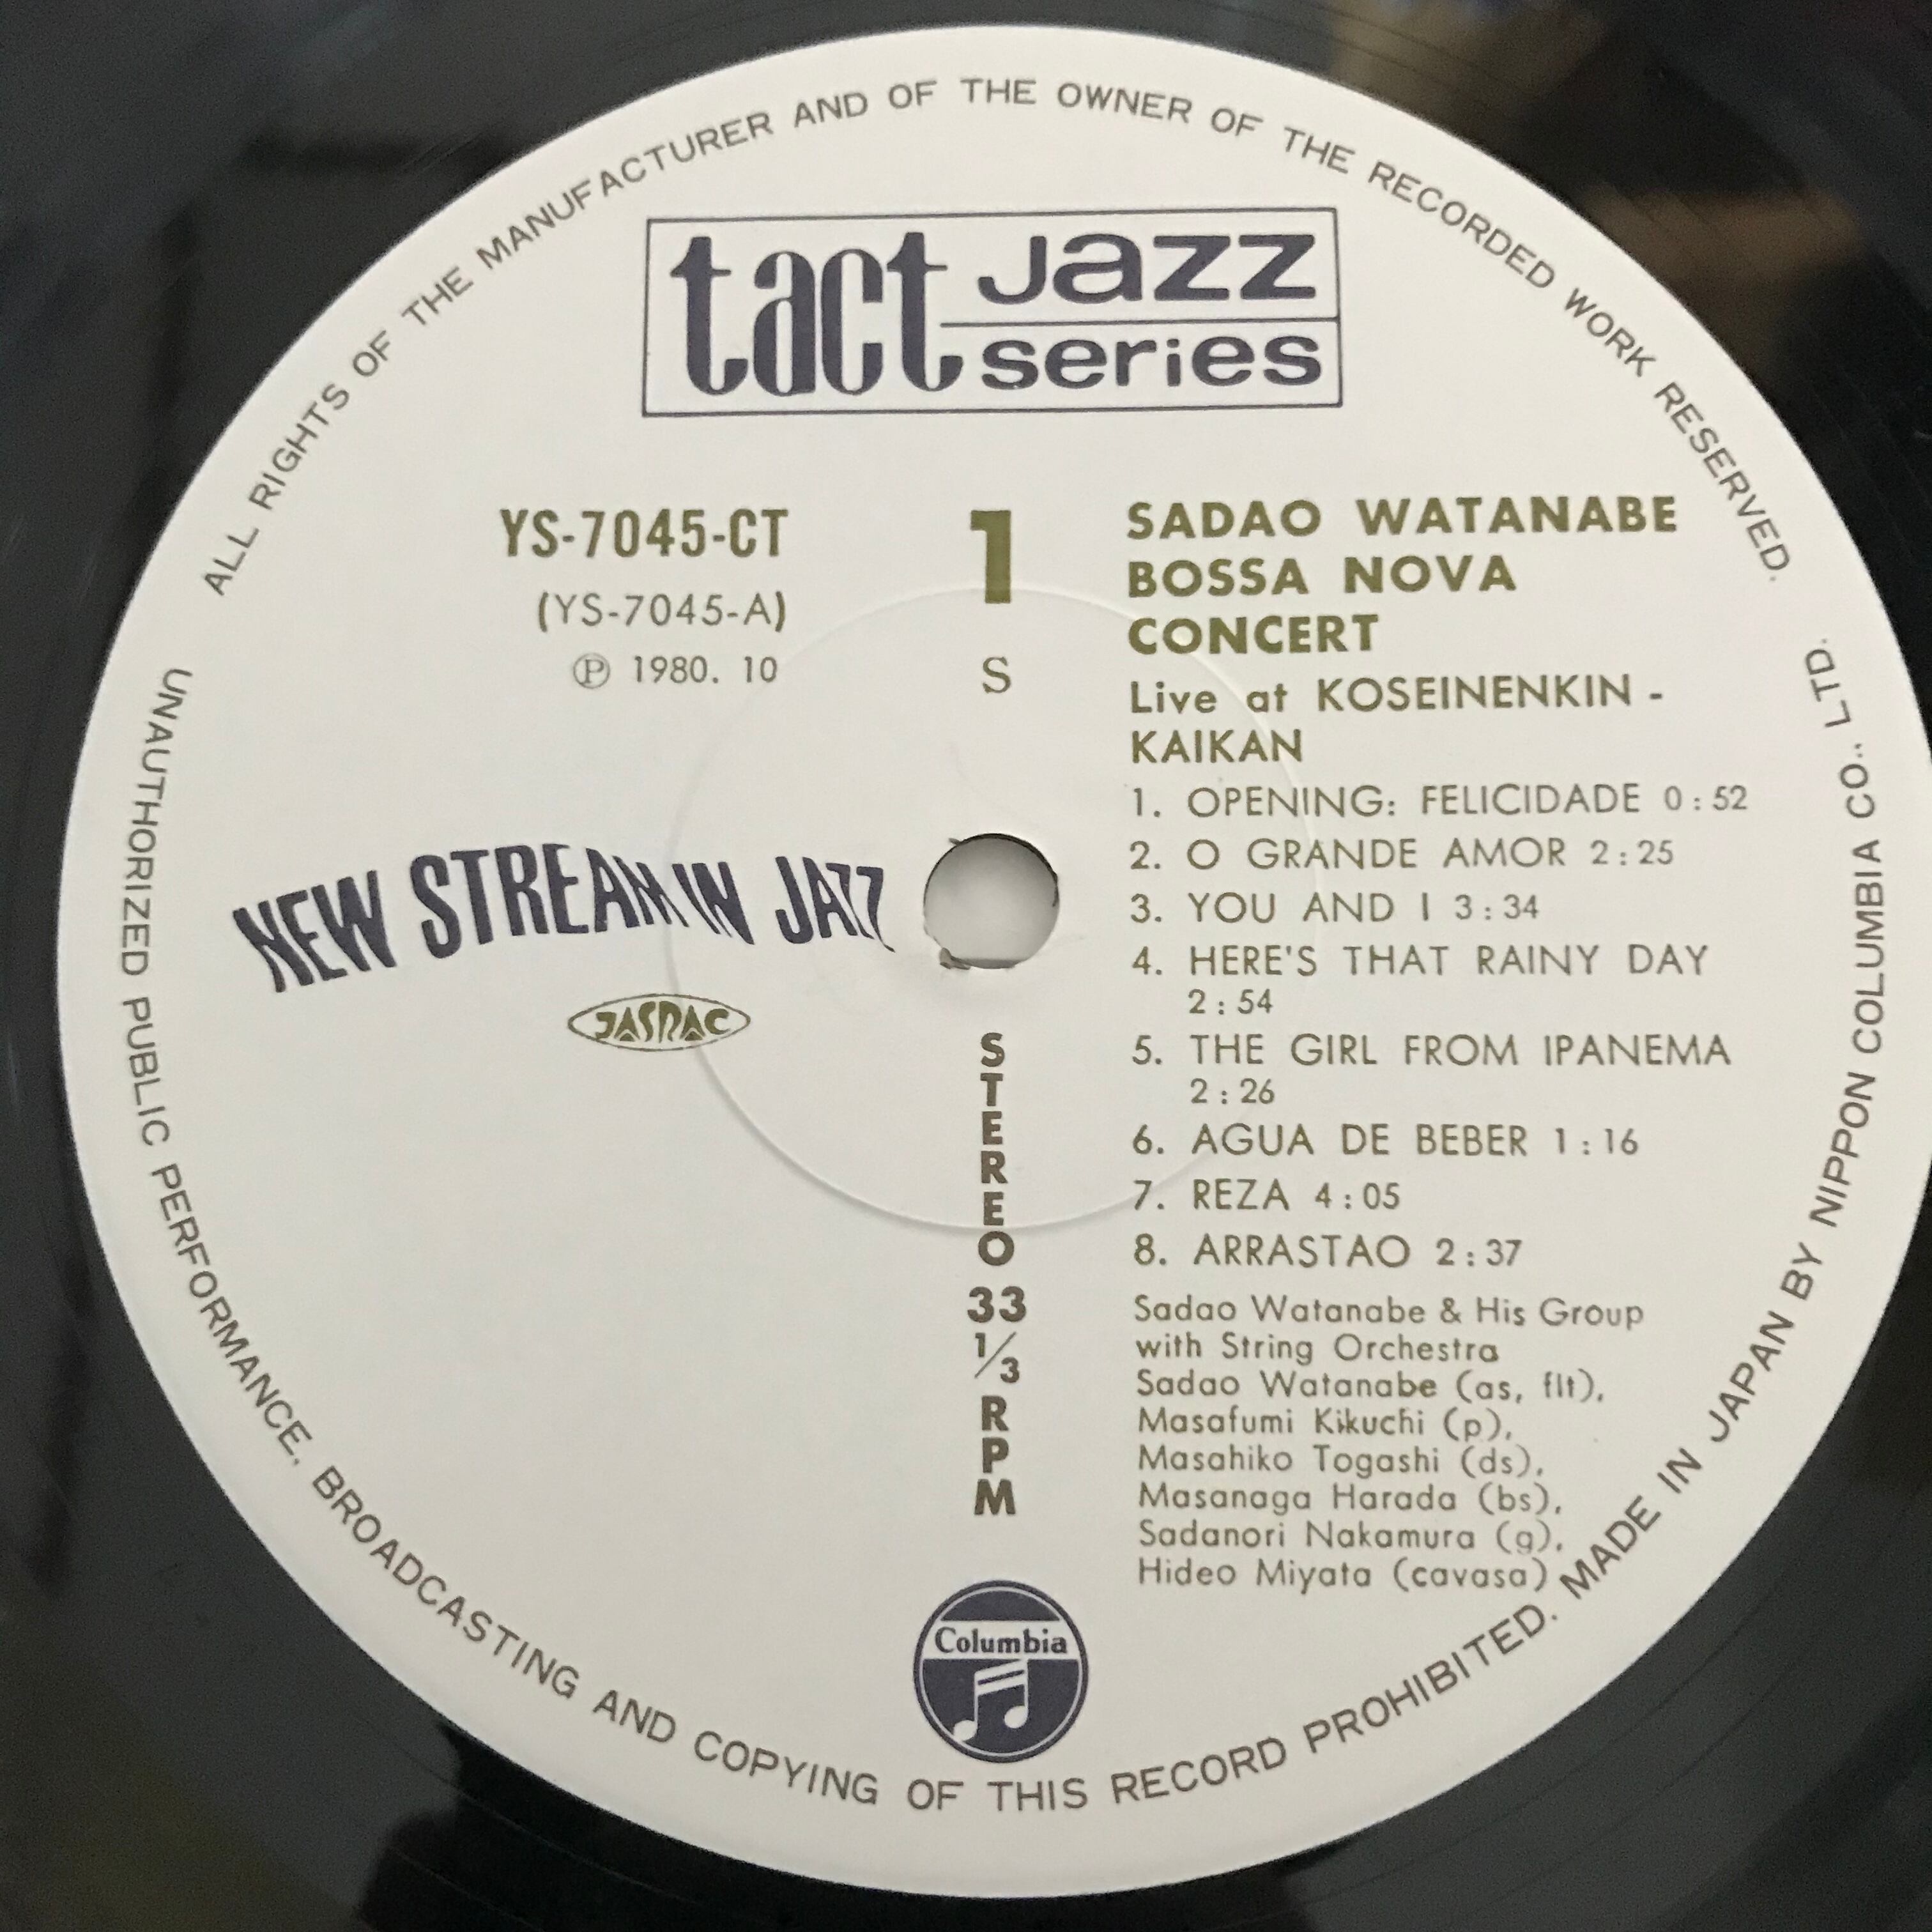 ALL RIGHTS OF THE MANUFACTURER AND OF THE OWNER OF THE RECORDED WORK RESERVED.
tact jazz
series
YS-7045-CT
(YS-7045-A)
Ⓟ 1980. 10
1
S
SADAO WATANABE
BOSSA NOVA
CONCERT
Live at KOSEINENKIN -
KAIKAN
1. OPENING: FELICIDADE 0 : 52
2. O GRANDE AMOR 2 : 25
3. YOU AND I 3 : 34
4. HERE'S THAT RAINY DAY
2 : 54
5. THE GIRL FROM IPANEMA
2 : 26
6. AGUA DE BEBER 1 : 16
7. REZA 4 : 05
8. ARRASTAO 2 : 37
Sadao Watanabe & His Group
with String Orchestra
Sadao Watanabe (as, flt),
Masafumi Kikuchi (p),
Masahiko Togashi (ds),
Masanaga Harada (bs),
Sadanori Nakamura (g),
Hideo Miyata (cavasa)
NEW STREAM IN JAZZ
JASRAC
STEREO
33
1/3
RPM
Columbia
UNAUTHORIZED PUBLIC PERFORMANCE, BROADCASTING AND COPYING OF THIS RECORD PROHIBITED. MADE IN JAPAN BY NIPPON COLUMBIA CO., LTD.